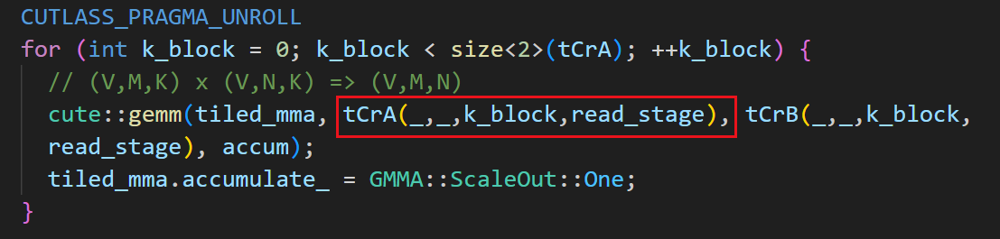 CUTLASS_PRAGMA_UNROLL
for (int k_block = 0; k_block < size<2>(tCrA); ++k_block) {
// (V,M,K) x (V,N,K) => (V,M,N)
cute::gemm(tiled_mma, tCrA(_,_,k_block,read_stage), tCrB(_,_,k_block,
read_stage), accum);
tiled_mma.accumulate_ = GMMA::ScaleOut::One;
}